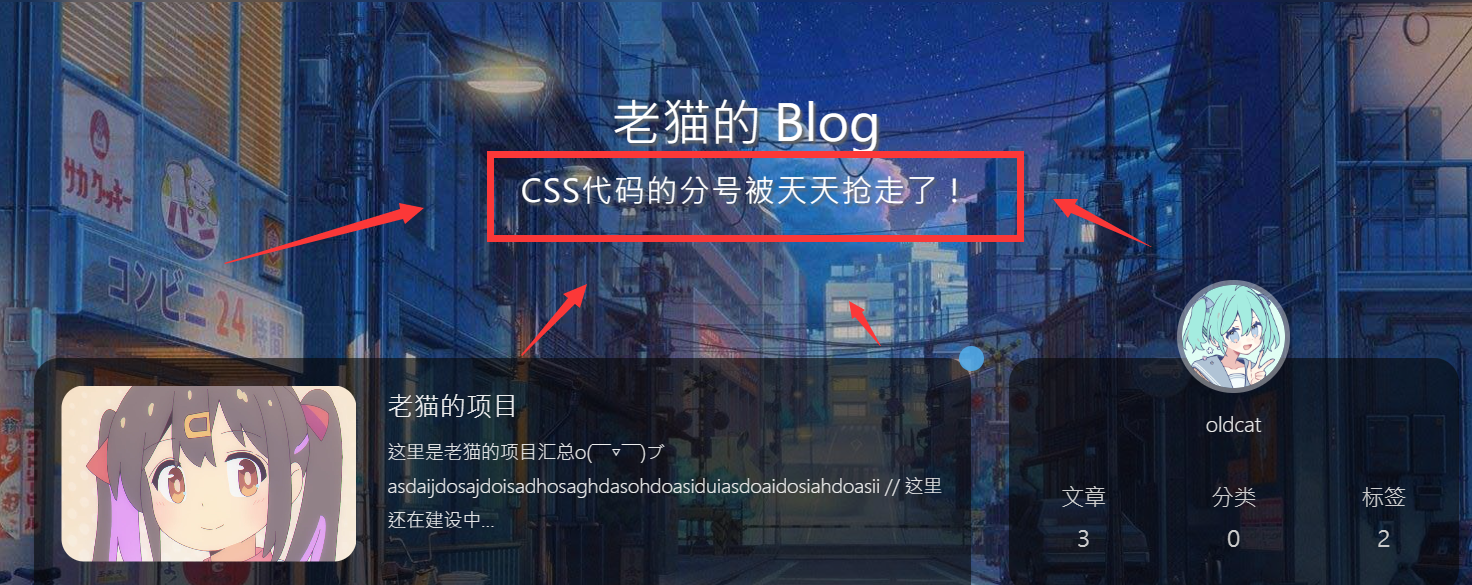 老猫的 Blog
CSS代码的分号被天天抢走了！
サカクッキー
パン
コンビニ 24 時間
老猫的项目
这里是老猫的项目汇总o(￣▽￣)ブ
asdaijdosajdoisadhosaghdasohdoasiduiasdoaidosiahdoasii // 这里
还在建设中...
oldcat
文章
分类
标签
3
0
2